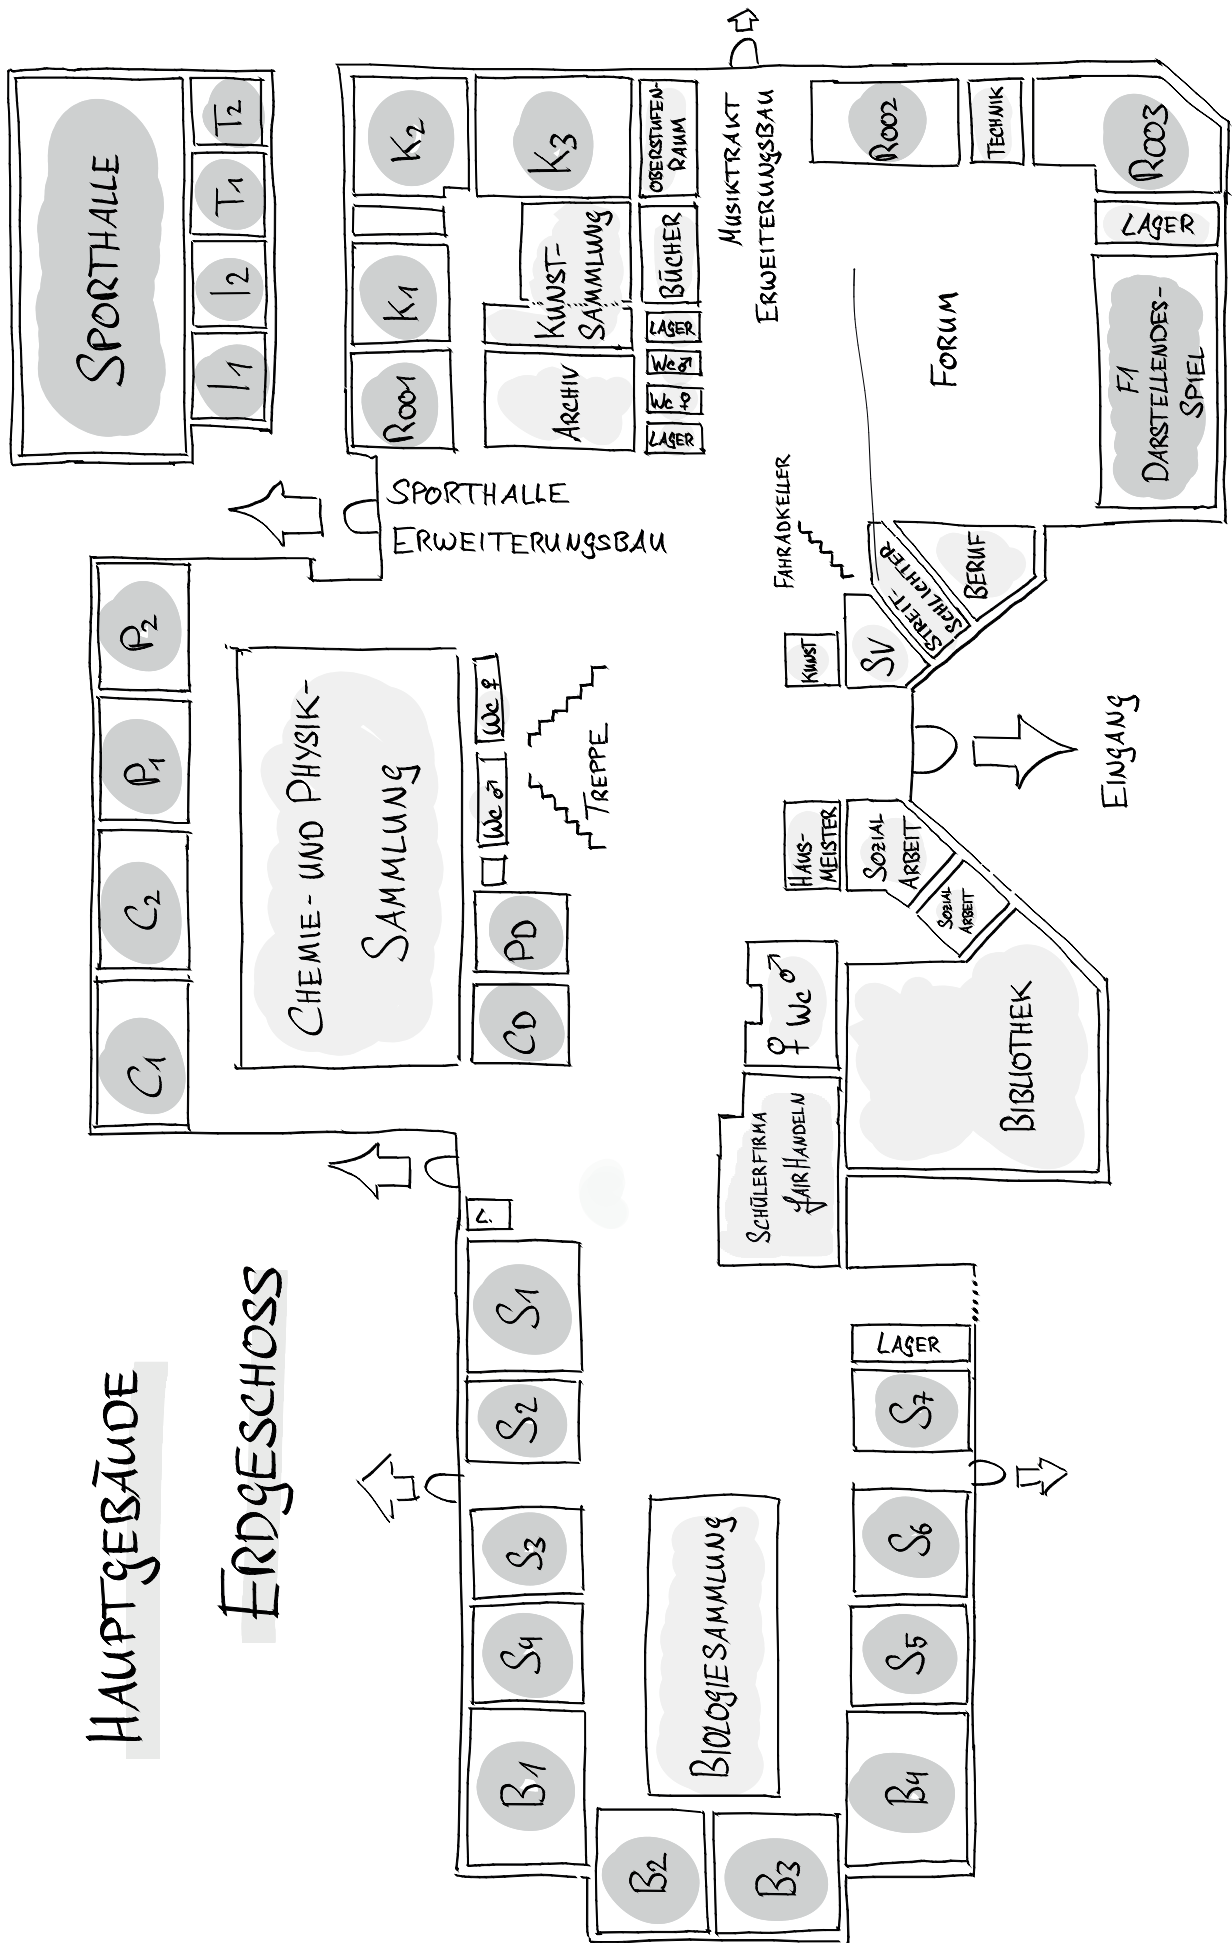 HAUPTGEBÄUDE
ERDGESCHOSS
C1
C2
P1
P2
CHEMIE- UND PHYSIK-
SAMMLUNG
CD
PD
WC ♂
WC ♀
TREPPE
SPORTHALLE
I1
I2
T1
T2
SPORTHALLE
ERWEITERUNGSBAU
R001
K1
K2
K3
ARCHIV
KUNST-
SAMMLUNG
LAGER
WC ♀
WC ♂
LAGER
BÜCHER
OBERSTUFEN-
RAUM
MUSIKTRAKT
ERWEITERUNGSBAU
R002
TECHNIK
R003
LAGER
F1
DARSTELLENDES-
SPIEL
FORUM
FAHRADKELLER
STREIT-
SCHLICHTER
BERUF
SV
KUNST
EINGANG
HAUS-
MEISTER
SOZIAL
ARBEIT
SOZIAL
ARBEIT
♀ WC ♂
BIBLIOTHEK
SCHÜLERFIRMA
FAIRHANDELN
S1
S2
S3
S4
B1
B2
B3
B4
S5
S6
S7
LAGER
BIOLOGIESAMMLUNG